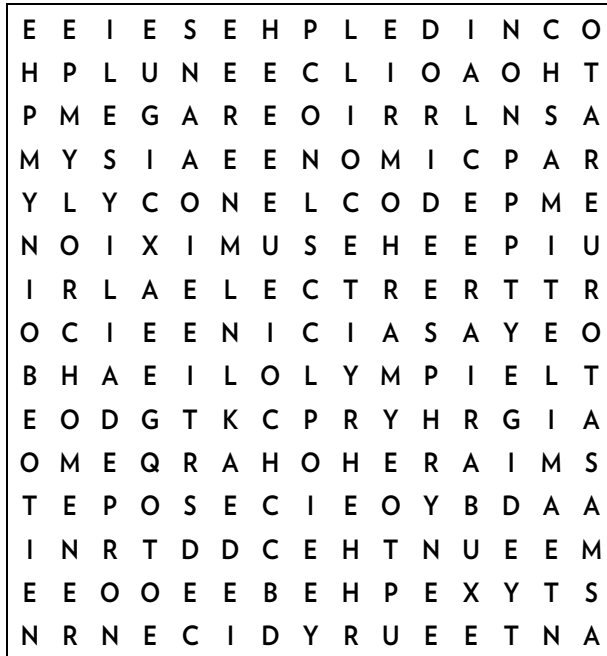 E E I E S E H P L E D I N C O
H P L U N E E C L I O A O H T
P M E G A R E O I R R L N S A
M Y S I A E E N O M I C P A R
Y L Y C O N E L C O D E P M E
N O I X I M U S E H E E P I U
I R L A E L E C T R E R T T R
O C I E E N I C I A S A Y E O
B H A E I L O L Y M P I E L T
E O D G T K C P R Y H R G I A
O M E Q R A H O H E R A I M S
T E P O S E C I E O Y B D A A
I N R T D D C E H T N U E E M
E E O O E E B E H P E X Y T S
N R N E C I D Y R U E E T N A